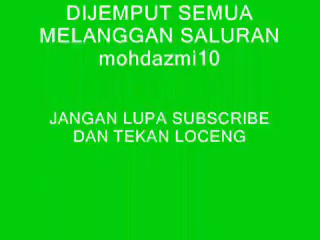 DIJEMPUT SEMUA
MELANGGAN SALURAN
mohdazmi10
JANGAN LUPA SUBSCRIBE
DAN TEKAN LOCENG